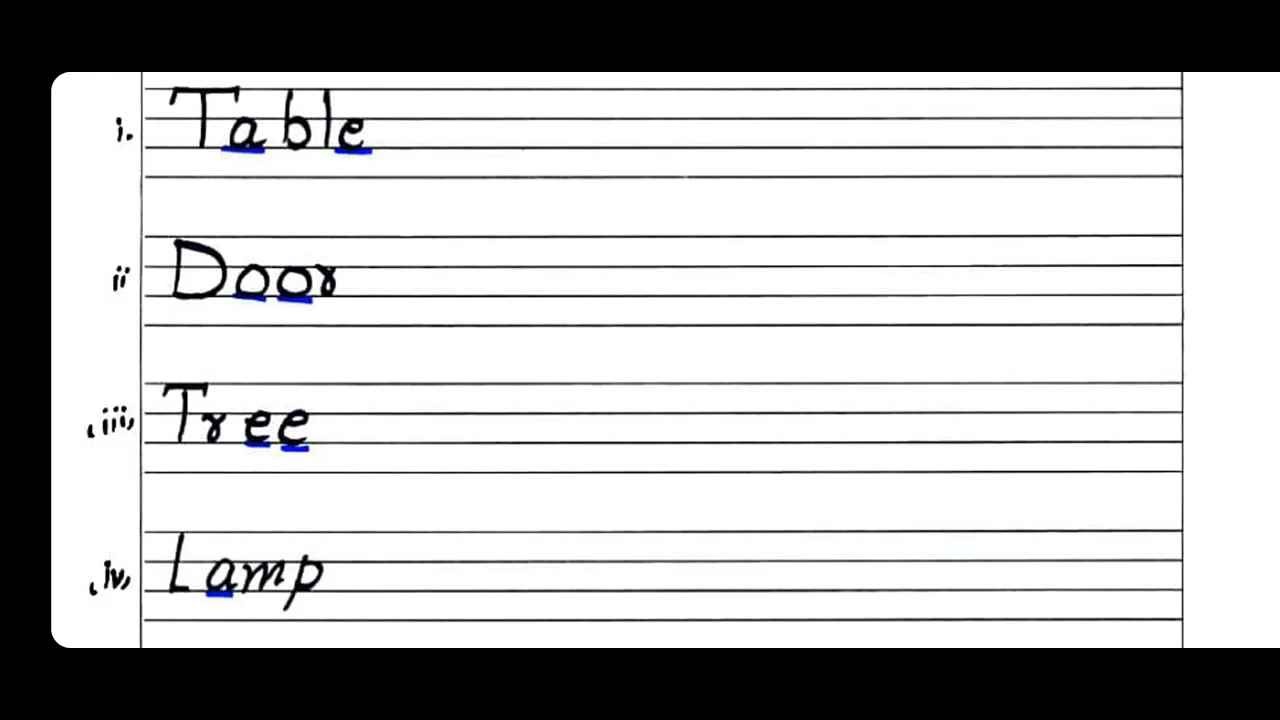 i. Table
ii Door
iii, Tree
iv, Lamp